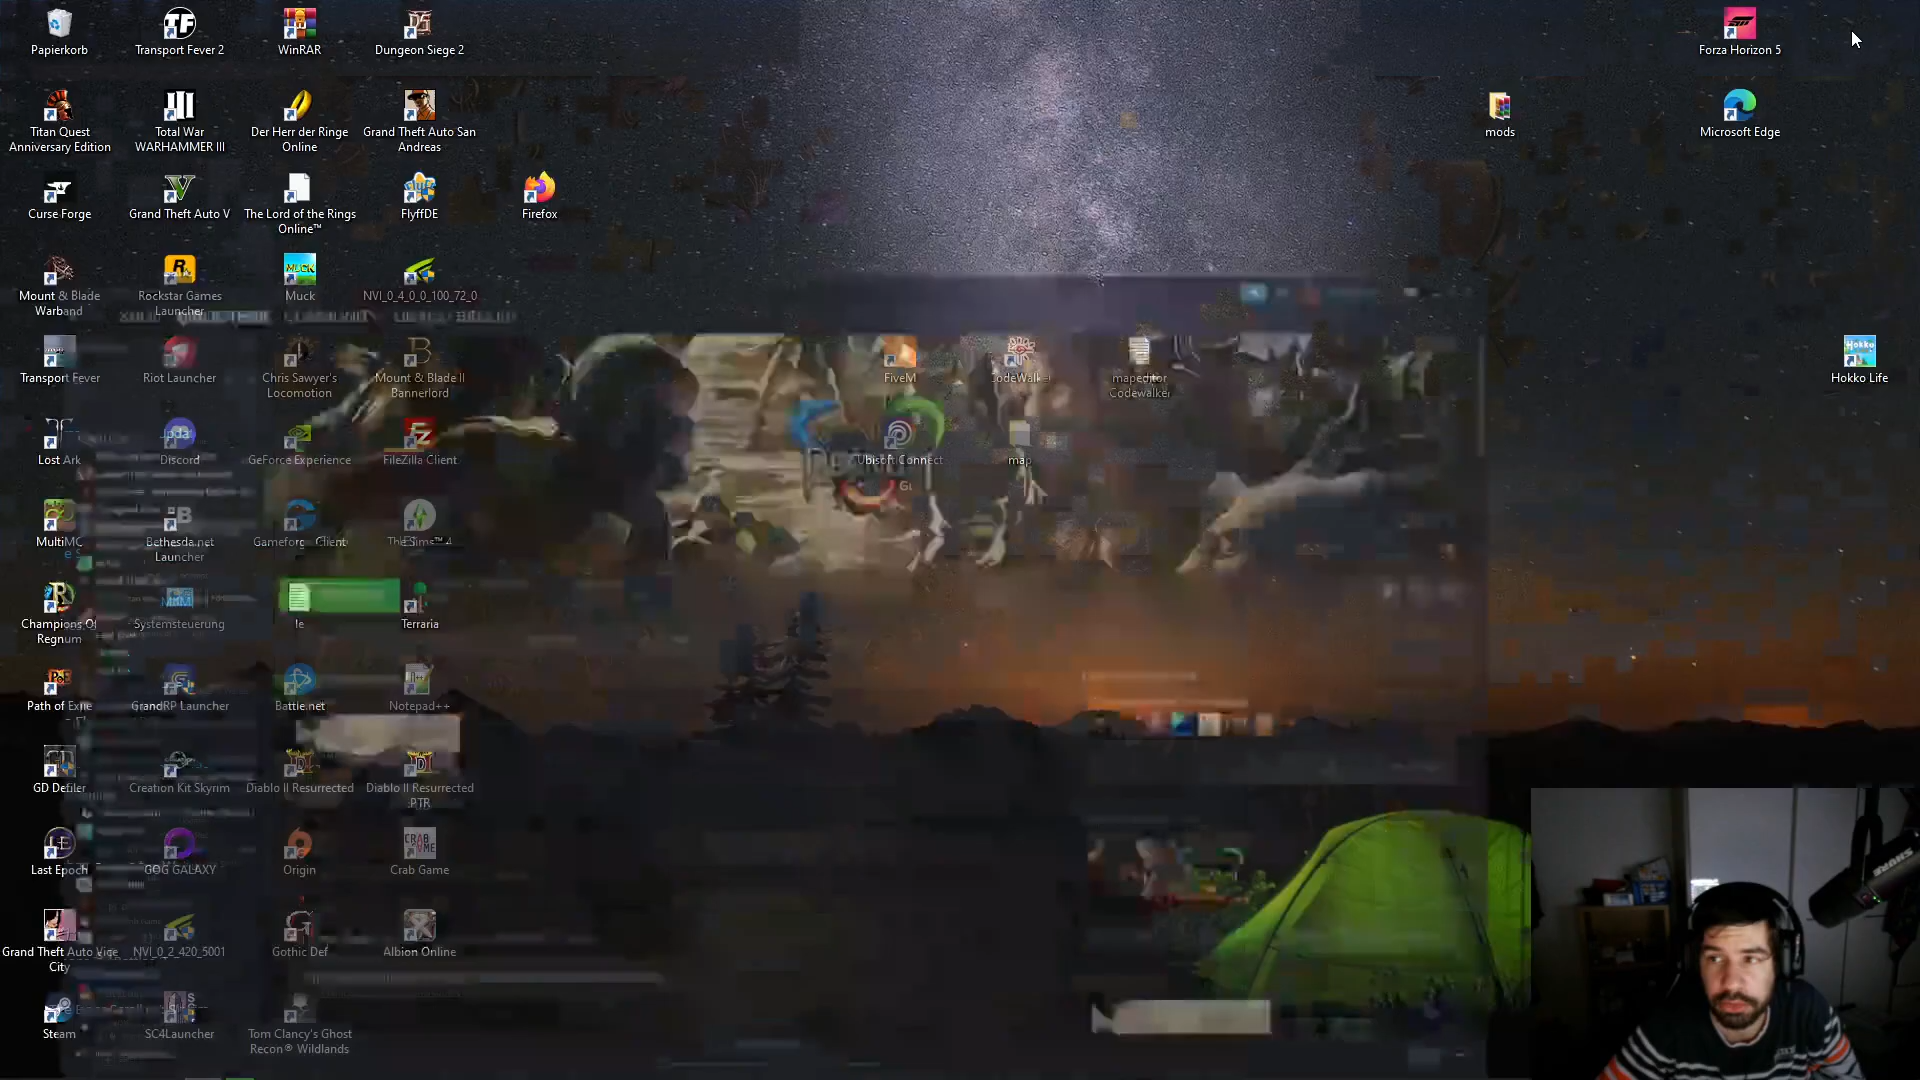 Papierkorb
Transport Fever 2
WinRAR
Dungeon Siege 2
Forza Horizon 5
Titan Quest
Anniversary Edition
Total War
WARHAMMER III
Der Herr der Ringe
Online
Grand Theft Auto San
Andreas
mods
Microsoft Edge
Curse Forge
Grand Theft Auto V
The Lord of the Rings
Online™
FlyffDE
Firefox
Mount & Blade
Warband
Rockstar Games
Launcher
Muck
NVI_0_4_0_0_100_72_0
Transport Fever
Riot Launcher
Chris Sawyer's
Locomotion
Mount & Blade II
Bannerlord
FiveM
CodeWalker
mapeditor
Codewalker
Hokko Life
Lost Ark
Discord
GeForce Experience
FileZilla Client
Ubisoft Connect
map
MultiMC
Bethesda.net
Launcher
Gameforge Client
The Sims™ 4
Champions Of
Regnum
Systemsteuerung
le
Terraria
Path of Exile
GrandRP Launcher
Battle.net
Notepad++
GD Defiler
Creation Kit Skyrim
Diablo II Resurrected
Diablo II Resurrected
PTR
Last Epoch
GOG GALAXY
Origin
Crab Game
Grand Theft Auto Vice
City
NVI_0_2_420_5001
Gothic Def
Albion Online
Steam
SC4Launcher
Tom Clancy's Ghost
Recon® Wildlands